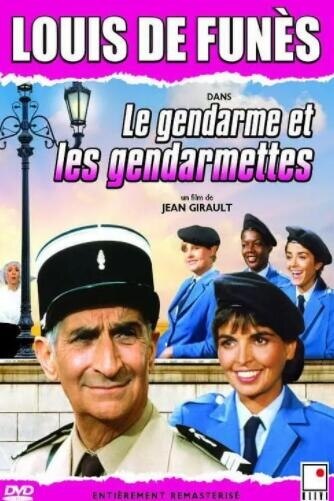 LOUIS DE FUNÈS
DANS
Le gendarme et
les gendarmettes
un film de
JEAN GIRAULT
DVD
ENTIÈREMENT REMASTERISÉ